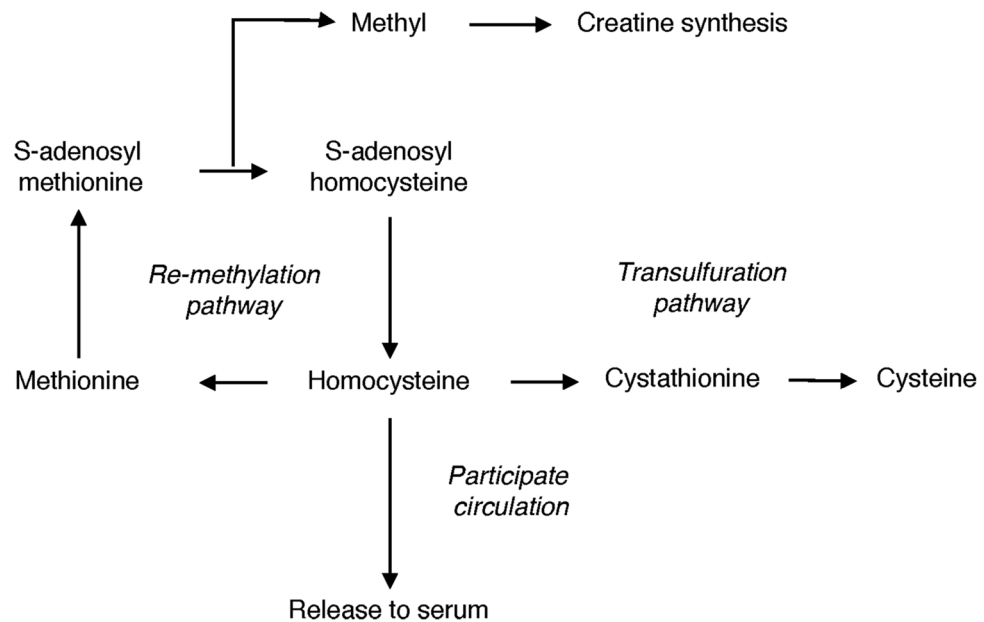 Methyl
Creatine synthesis
S-adenosyl
methionine
S-adenosyl
homocysteine
Re-methylation
pathway
Transulfuration
pathway
Methionine
Homocysteine
Cystathionine
Cysteine
Participate
circulation
Release to serum